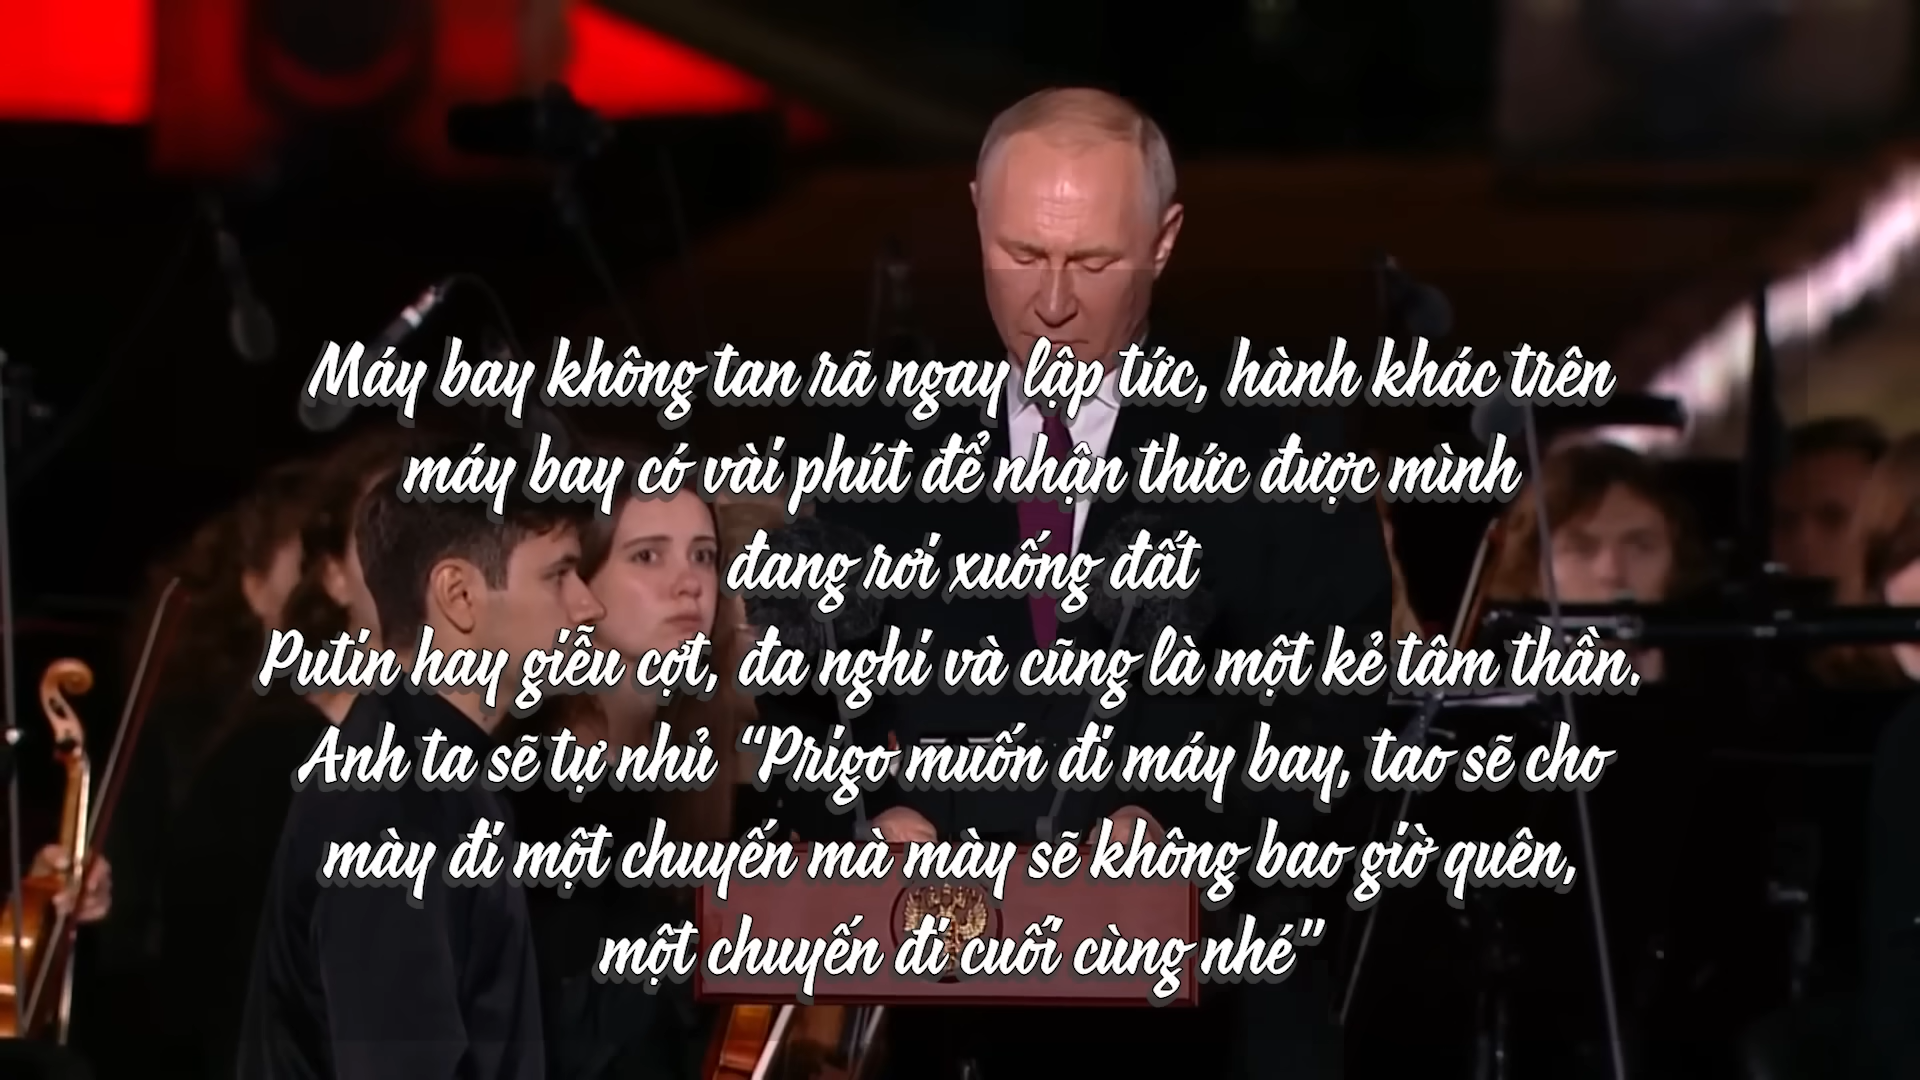 Máy bay không tan rã ngay lập tức, hành khác trên
máy bay có vài phút để nhận thức được mình
đang rơi xuống đất
Putin hay giễu cợt, đa nghi và cũng là một kẻ tâm thần.
Anh ta sẽ tự nhủ “Prigo muốn đi máy bay, tao sẽ cho
mày đi một chuyến mà mày sẽ không bao giờ quên,
một chuyến đi cuối cùng nhé”